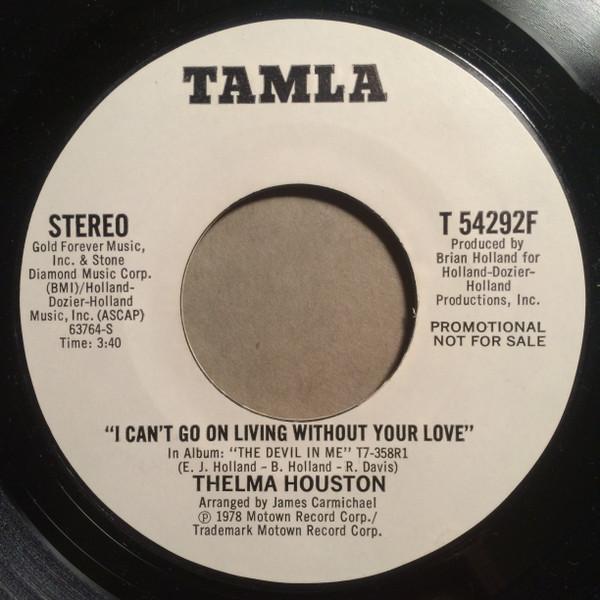 TAMLA
STEREO
Gold Forever Music,
Inc. & Stone
Diamond Music Corp.
(BMI)/Holland-
Dozier-Holland
Music, Inc. (ASCAP)
63764-S
Time: 3:40
T 54292F
Produced by
Brian Holland for
Holland-Dozier-
Holland
Productions, Inc.
PROMOTIONAL
NOT FOR SALE
"I CAN'T GO ON LIVING WITHOUT YOUR LOVE"
In Album: "THE DEVIL IN ME" T7-358R1
(E. J. Holland – B. Holland – R. Davis)
THELMA HOUSTON
Arranged by James Carmichael
℗ 1978 Motown Record Corp./
Trademark Motown Record Corp.